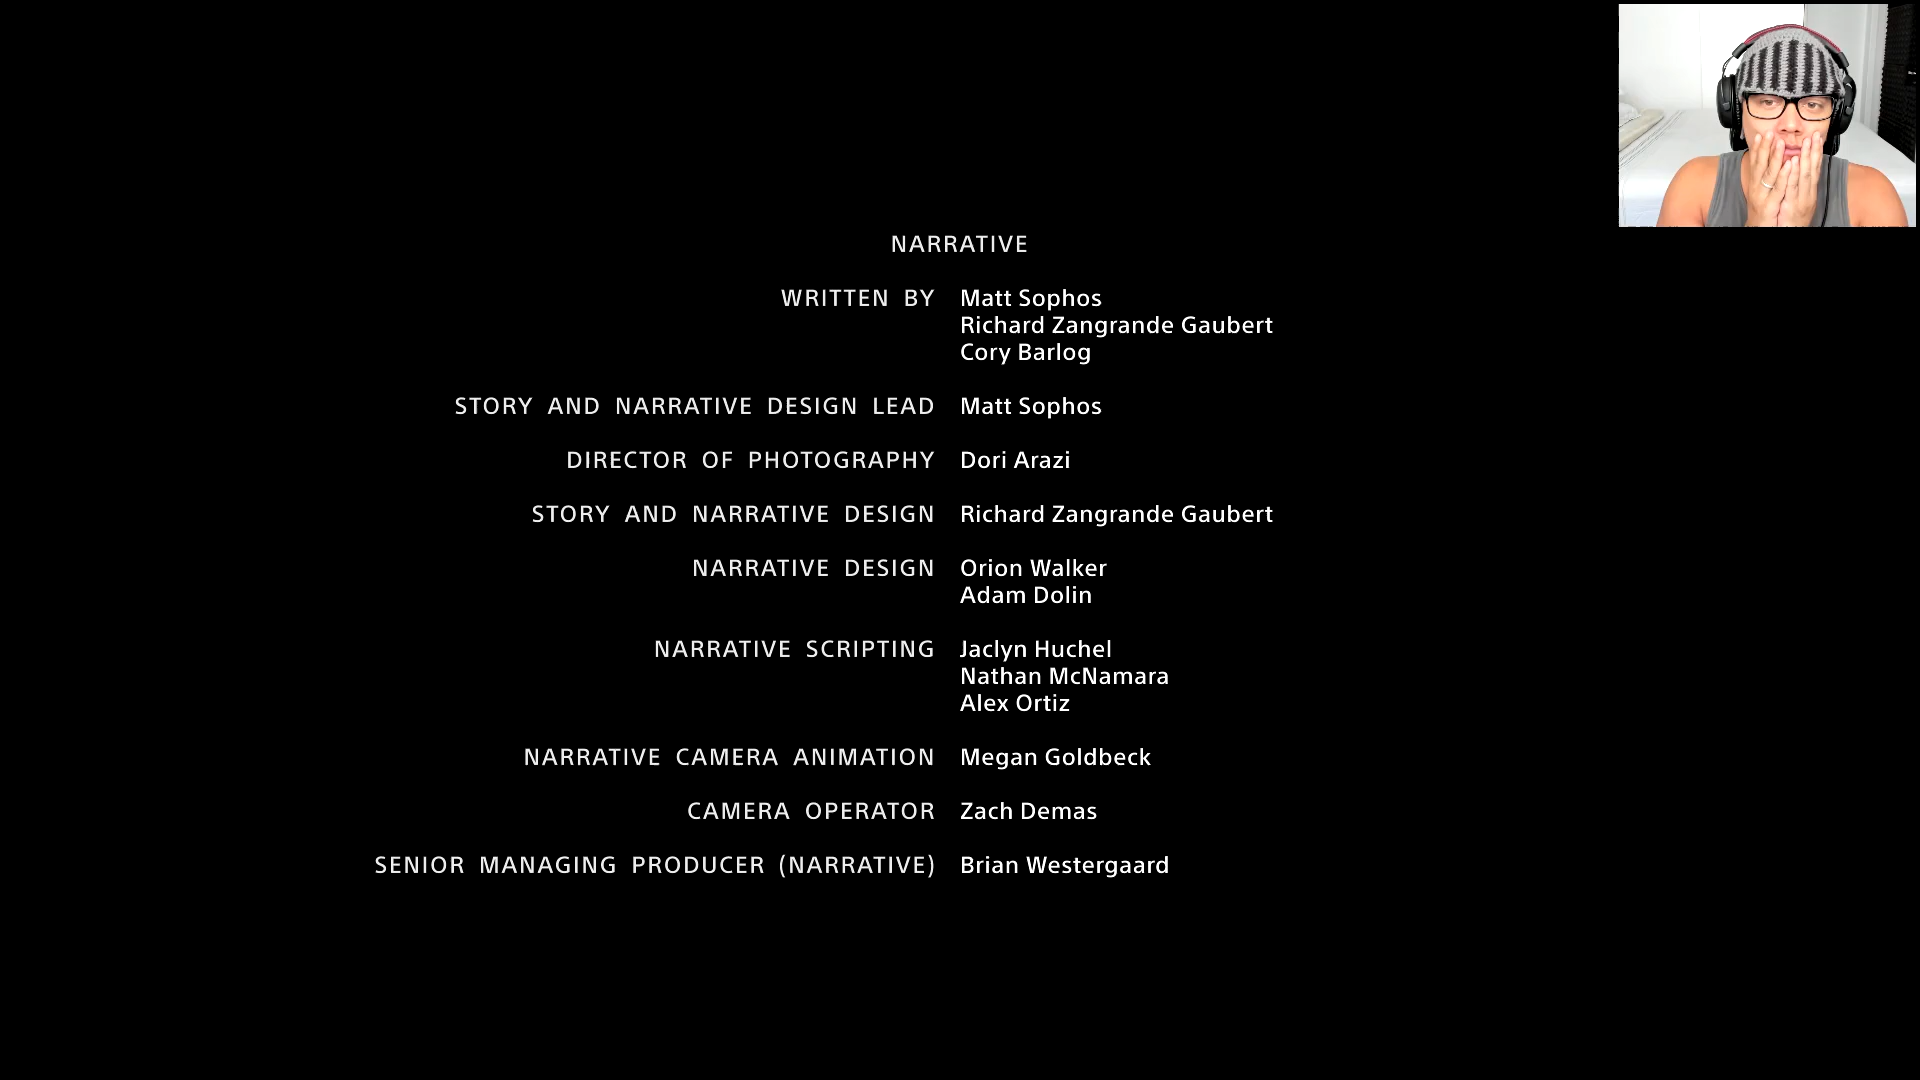 NARRATIVE
WRITTEN BY Matt Sophos
Richard Zangrande Gaubert
Cory Barlog
STORY AND NARRATIVE DESIGN LEAD Matt Sophos
DIRECTOR OF PHOTOGRAPHY Dori Arazi
STORY AND NARRATIVE DESIGN Richard Zangrande Gaubert
NARRATIVE DESIGN Orion Walker
Adam Dolin
NARRATIVE SCRIPTING Jaclyn Huchel
Nathan McNamara
Alex Ortiz
NARRATIVE CAMERA ANIMATION Megan Goldbeck
CAMERA OPERATOR Zach Demas
SENIOR MANAGING PRODUCER (NARRATIVE) Brian Westergaard